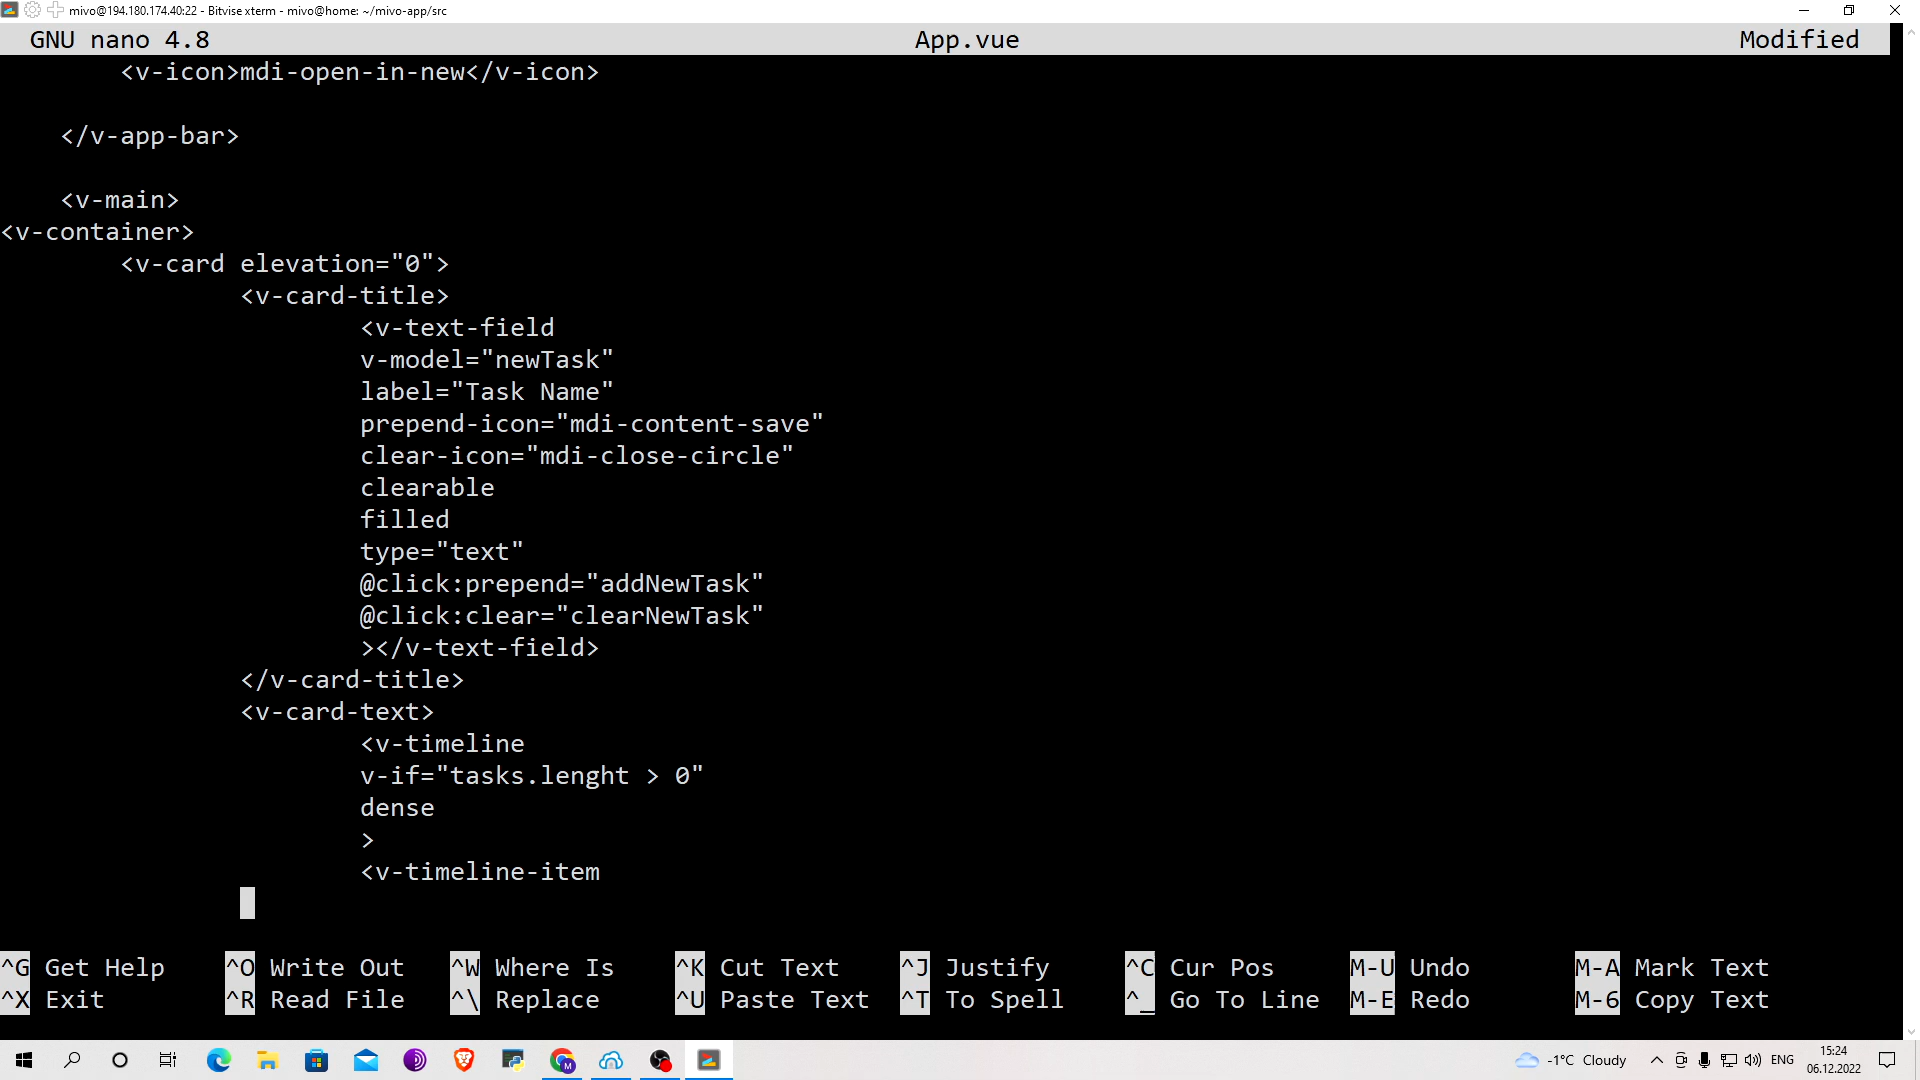 mivo@194.180.174.40:22 - Bitvise xterm - mivo@home: ~/mivo-app/src
GNU nano 4.8 App.vue Modified
<v-icon>mdi-open-in-new</v-icon>
</v-app-bar>
<v-main>
<v-container>
<v-card elevation="0">
<v-card-title>
<v-text-field
v-model="newTask"
label="Task Name"
prepend-icon="mdi-content-save"
clear-icon="mdi-close-circle"
clearable
filled
type="text"
@click:prepend="addNewTask"
@click:clear="clearNewTask"
></v-text-field>
</v-card-title>
<v-card-text>
<v-timeline
v-if="tasks.lenght > 0"
dense
>
<v-timeline-item
^G Get Help ^O Write Out ^W Where Is ^K Cut Text ^J Justify ^C Cur Pos M-U Undo M-A Mark Text
^X Exit ^R Read File ^\ Replace ^U Paste Text ^T To Spell ^_ Go To Line M-E Redo M-6 Copy Text
-1°C Cloudy ENG 15:24
06.12.2022